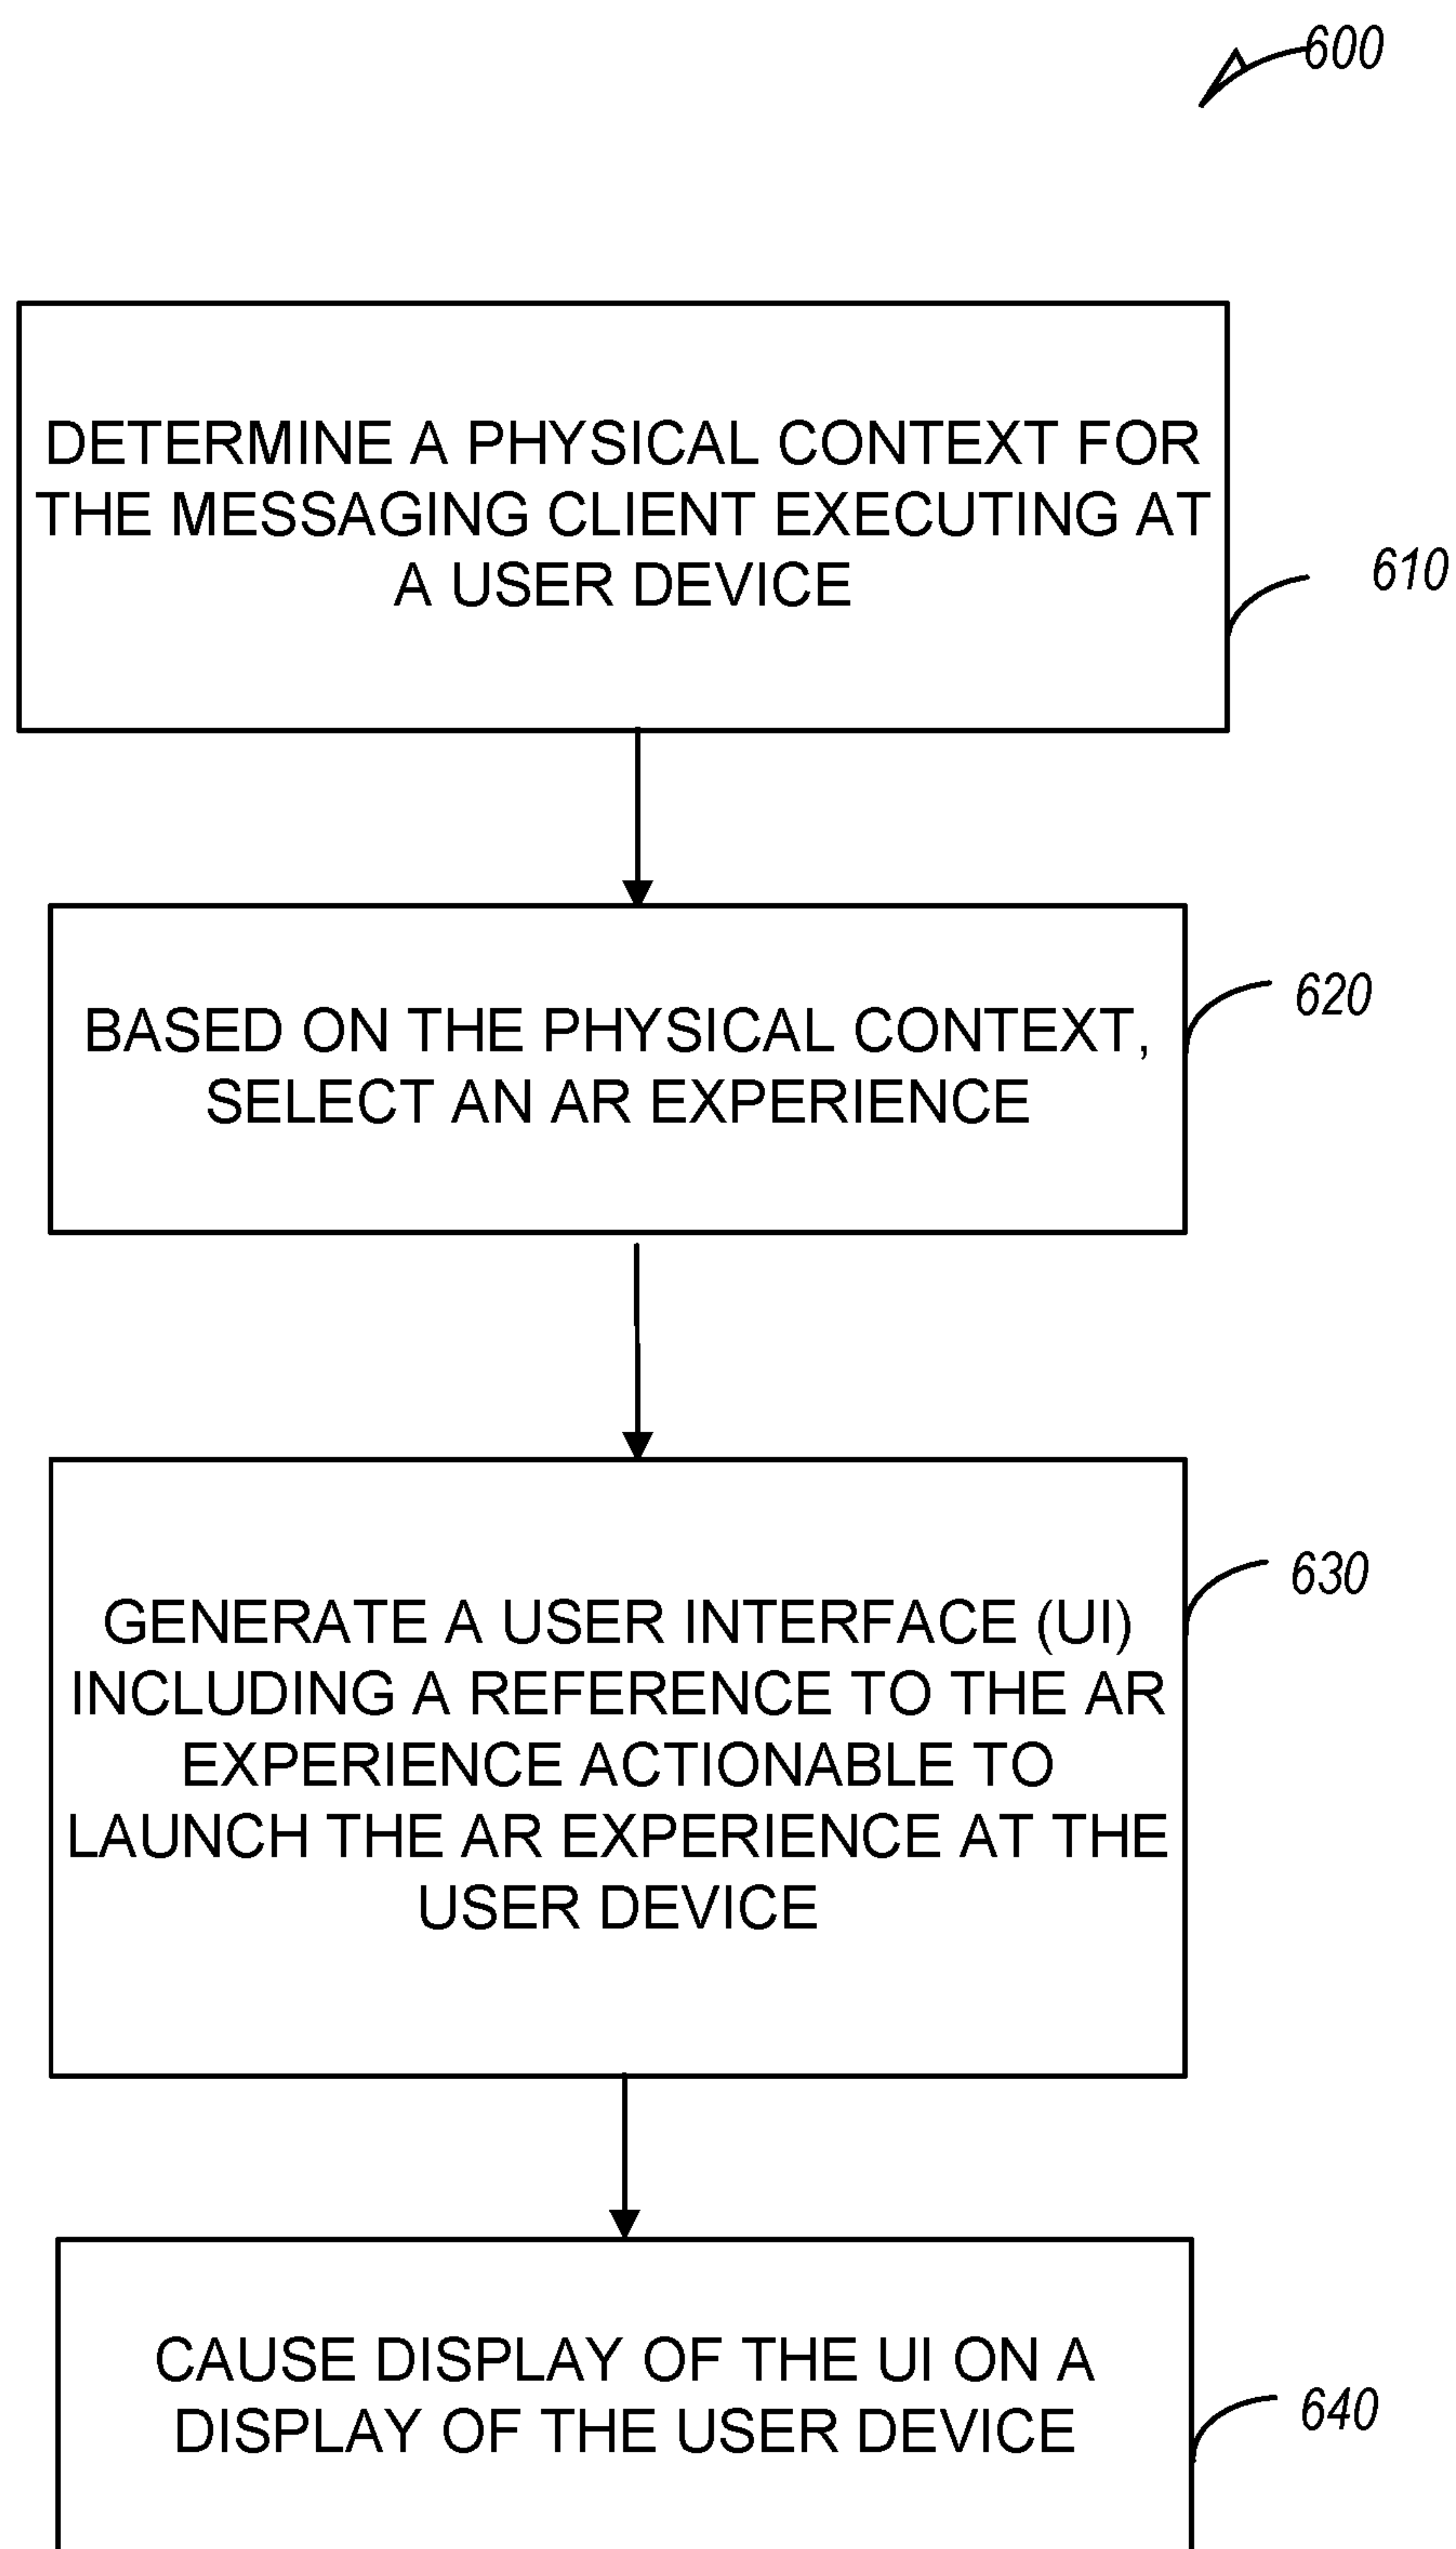 600
DETERMINE A PHYSICAL CONTEXT FOR
THE MESSAGING CLIENT EXECUTING AT
A USER DEVICE
610
BASED ON THE PHYSICAL CONTEXT,
SELECT AN AR EXPERIENCE
620
GENERATE A USER INTERFACE (UI)
INCLUDING A REFERENCE TO THE AR
EXPERIENCE ACTIONABLE TO
LAUNCH THE AR EXPERIENCE AT THE
USER DEVICE
630
CAUSE DISPLAY OF THE UI ON A
DISPLAY OF THE USER DEVICE
640